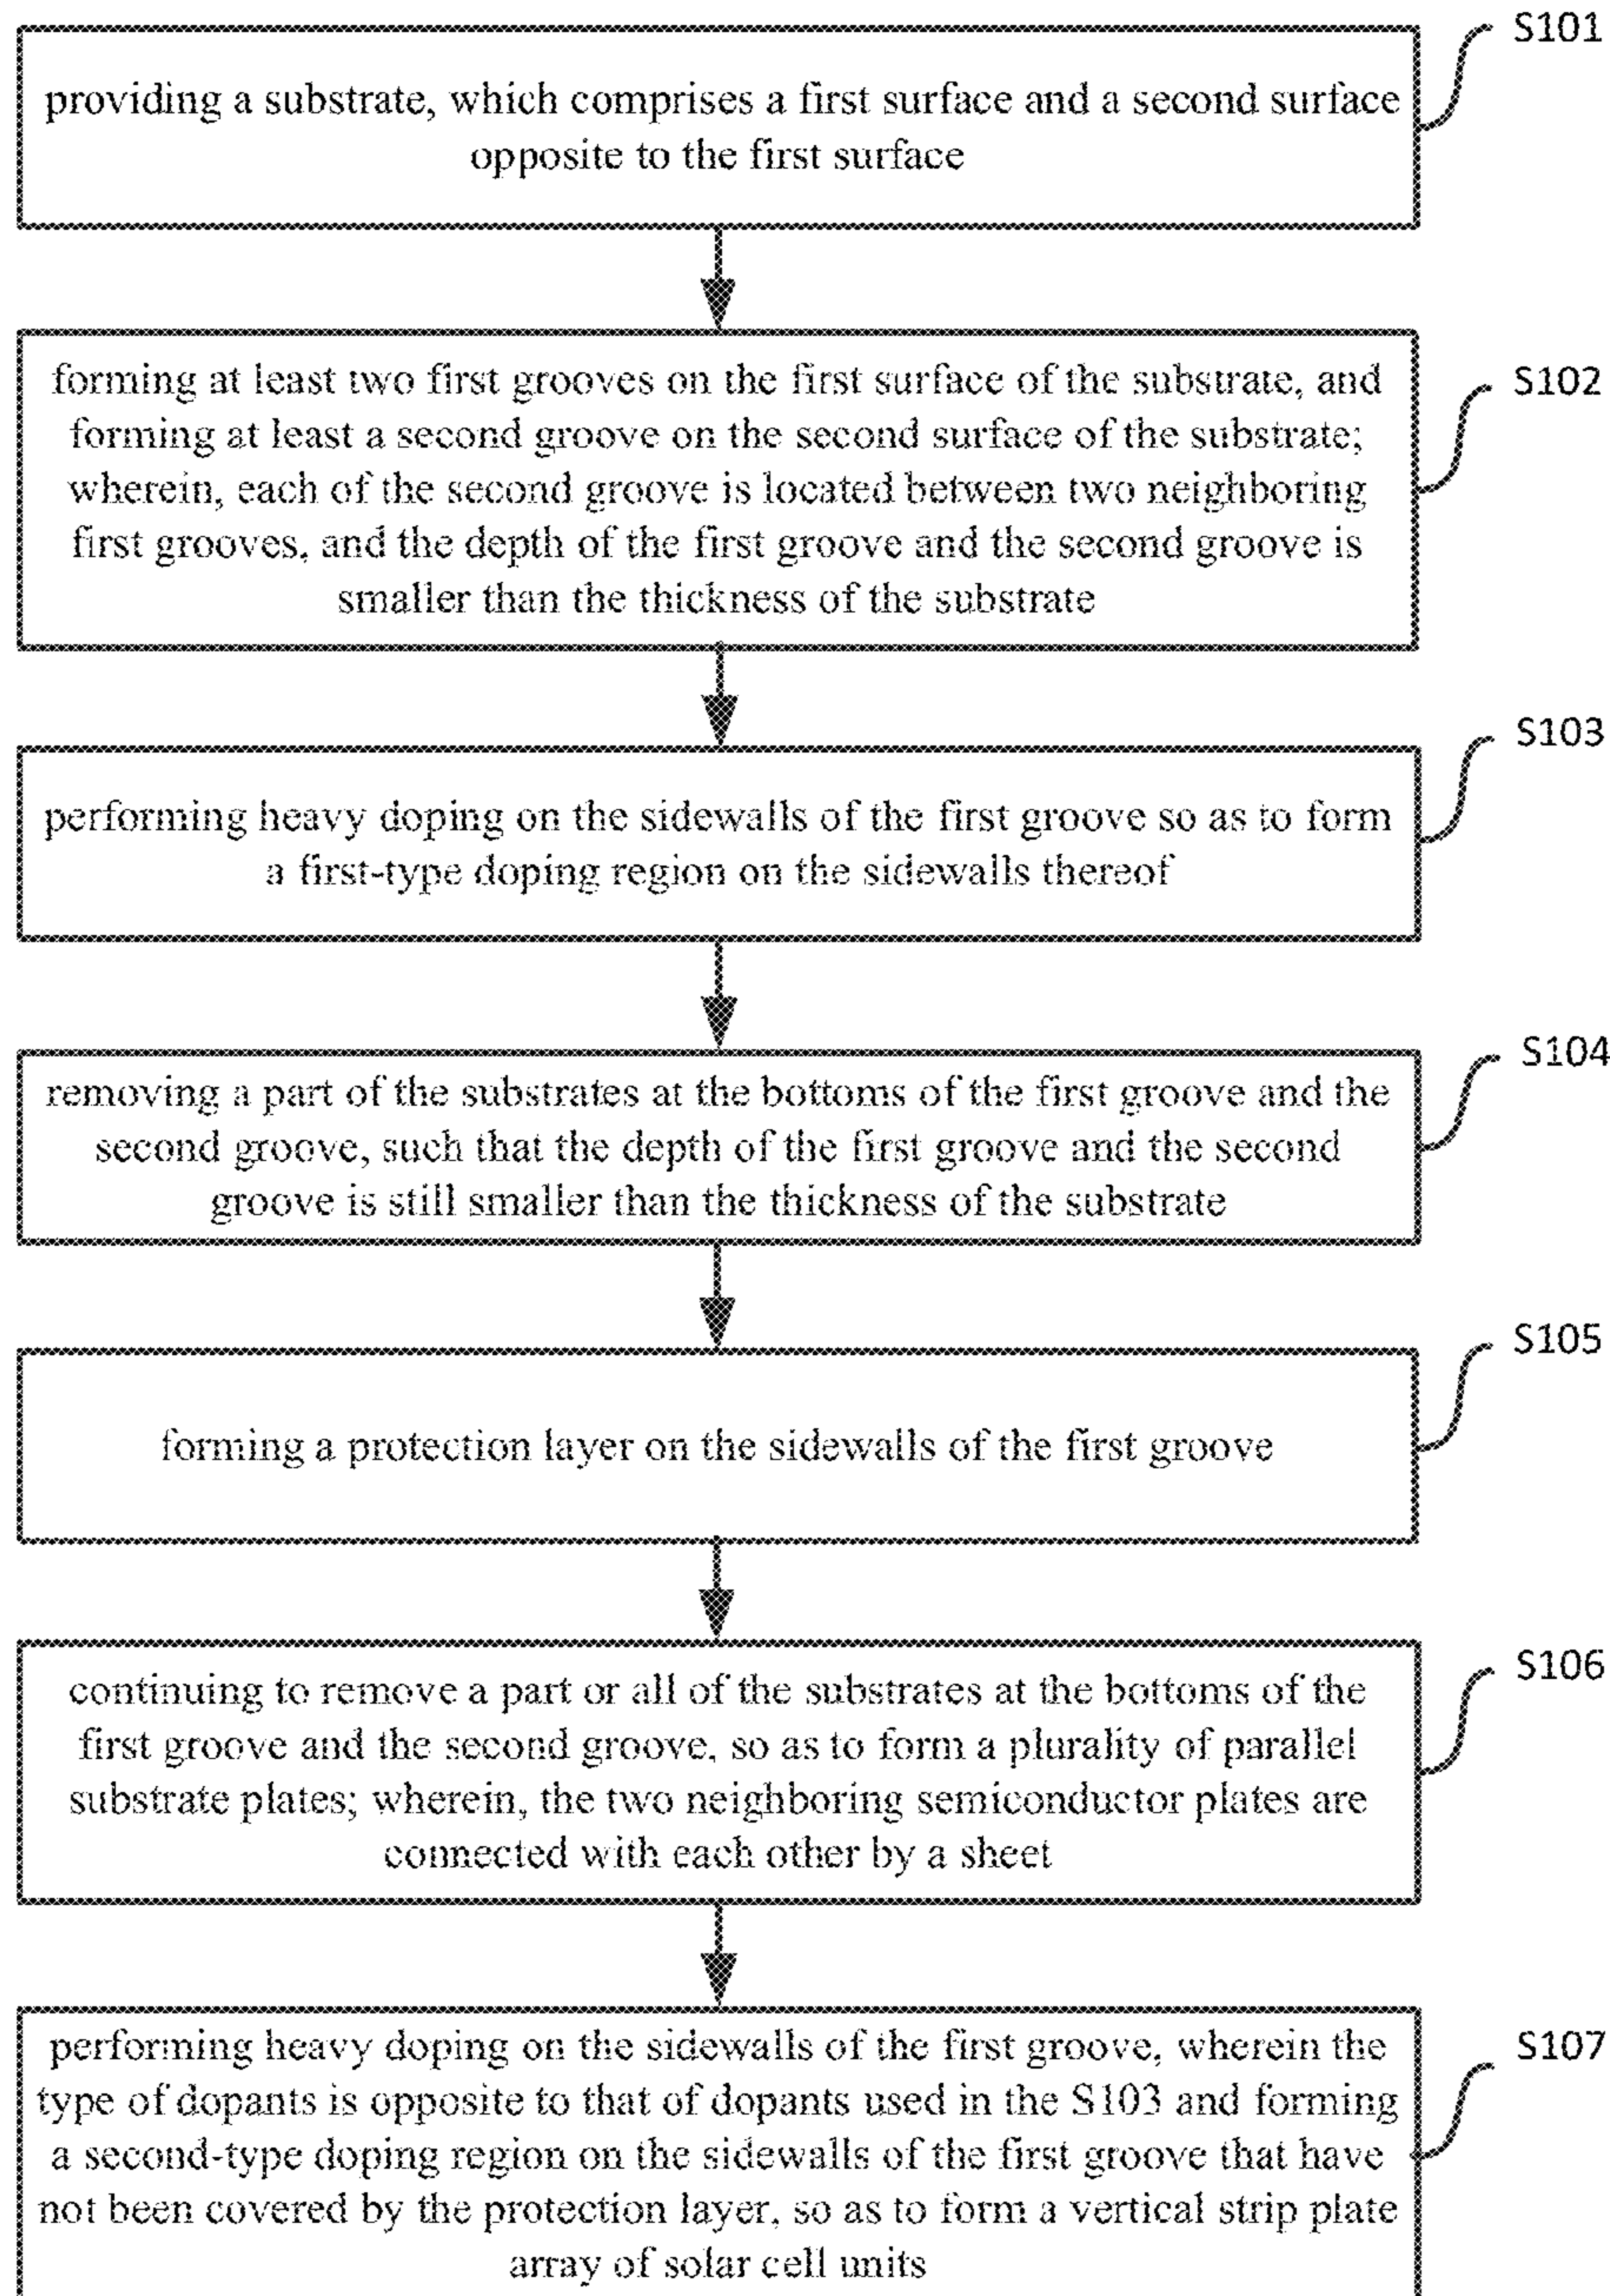 S101
providing a substrate, which comprises a first surface and a second surface
opposite to the first surface
S102
forming at least two first grooves on the first surface of the substrate, and
forming at least a second groove on the second surface of the substrate;
wherein, each of the second groove is located between two neighboring
first grooves, and the depth of the first groove and the second groove is
smaller than the thickness of the substrate
S103
performing heavy doping on the sidewalls of the first groove so as to form
a first-type doping region on the sidewalls thereof
S104
removing a part of the substrates at the bottoms of the first groove and the
second groove, such that the depth of the first groove and the second
groove is still smaller than the thickness of the substrate
S105
forming a protection layer on the sidewalls of the first groove
S106
continuing to remove a part or all of the substrates at the bottoms of the
first groove and the second groove, so as to form a plurality of parallel
substrate plates; wherein, the two neighboring semiconductor plates are
connected with each other by a sheet
S107
performing heavy doping on the sidewalls of the first groove, wherein the
type of dopants is opposite to that of dopants used in the S103 and forming
a second-type doping region on the sidewalls of the first groove that have
not been covered by the protection layer, so as to form a vertical strip plate
array of solar cell units